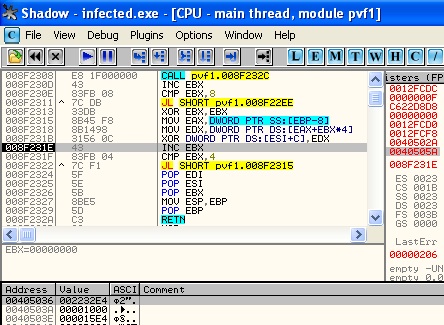 Shadow - infected.exe - [CPU - main thread, module pvf1]
C File View Debug Plugins Options Window Help
L E M T W H C /
008F2308 E8 1F000000 CALL pvf1.008F232C
008F230D 43 INC EBX
008F230E 83FB 08 CMP EBX,8
008F2311 ^ 7C DB JL SHORT pvf1.008F22EE
008F2313 33DB XOR EBX,EBX
008F2315 8B45 F8 MOV EAX,DWORD PTR SS:[EBP-8]
008F2318 8B1498 MOV EDX,DWORD PTR DS:[EAX+EBX*4]
008F231B 3156 0C XOR DWORD PTR DS:[ESI+C],EDX
008F231E 43 INC EBX
008F231F 83FB 04 CMP EBX,4
008F2322 ^ 7C F1 JL SHORT pvf1.008F2315
008F2324 5F POP EDI
008F2325 5E POP ESI
008F2326 5B POP EBX
008F2327 8BE5 MOV ESP,EBP
008F2329 5D POP EBP
008F232A C3 RETN
EBX=00000000
isters (FP
0012FCDC
0000000F
C622D8D8
00000000
0012FCD0
0012FCF8
0040502A
0040505A
008F231E
ES 0023
CS 001B
SS 0023
DS 0023
FS 003B
GS 0000
LastErr
00000206
empty -UN
empty 0.0
Address Value ASCI Comment
00405036 002232E4 φ2".
0040503A 00001000
0040503E 000015E4